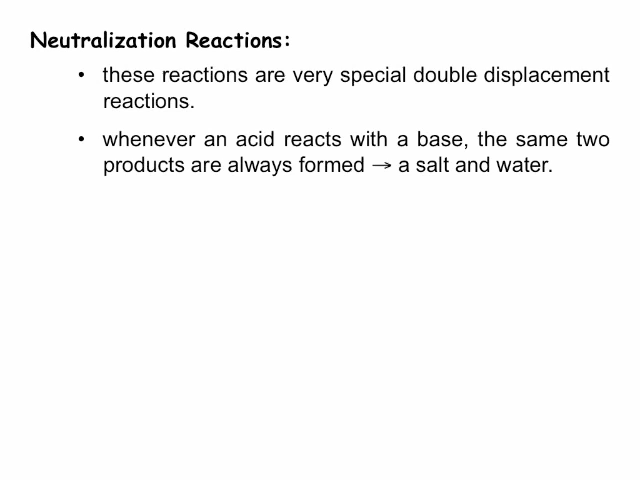 Neutralization Reactions:
• these reactions are very special double displacement
reactions.
• whenever an acid reacts with a base, the same two
products are always formed → a salt and water.